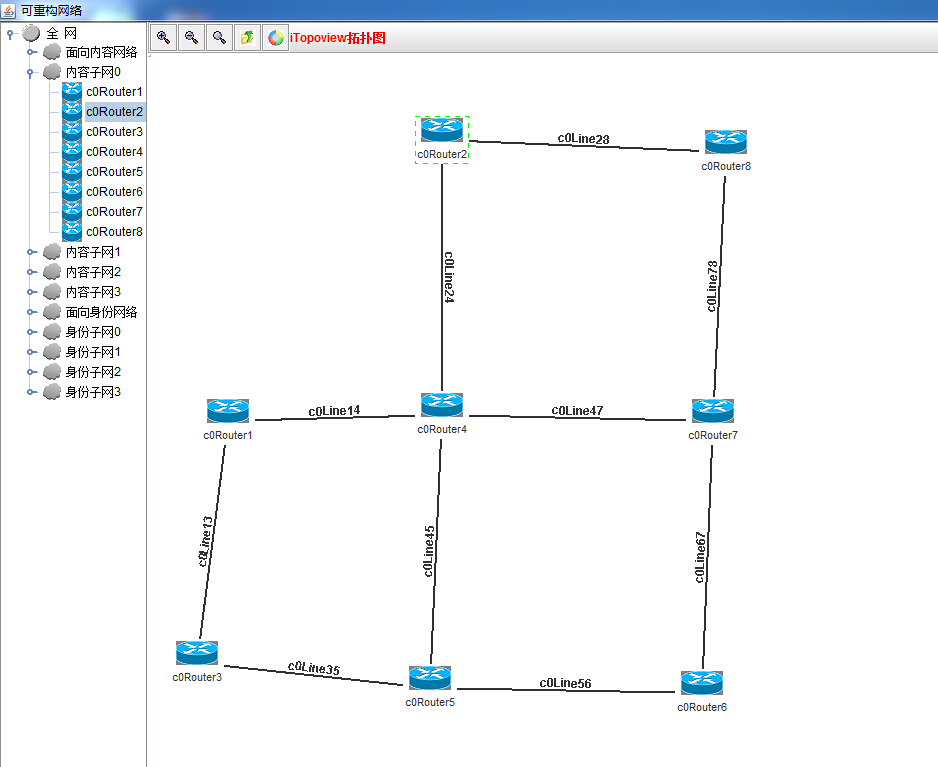 可重构网络
全 网
面向内容网络
内容子网0
c0Router1
c0Router2
c0Router3
c0Router4
c0Router5
c0Router6
c0Router7
c0Router8
内容子网1
内容子网2
内容子网3
面向身份网络
身份子网0
身份子网1
身份子网2
身份子网3
iTopoview拓扑图
c0Router2
c0Line28
c0Router8
c0Line24
c0Line78
c0Router1
c0Line14
c0Router4
c0Line47
c0Router7
c0Line13
c0Line45
c0Line67
c0Router3
c0Line35
c0Router5
c0Line56
c0Router6